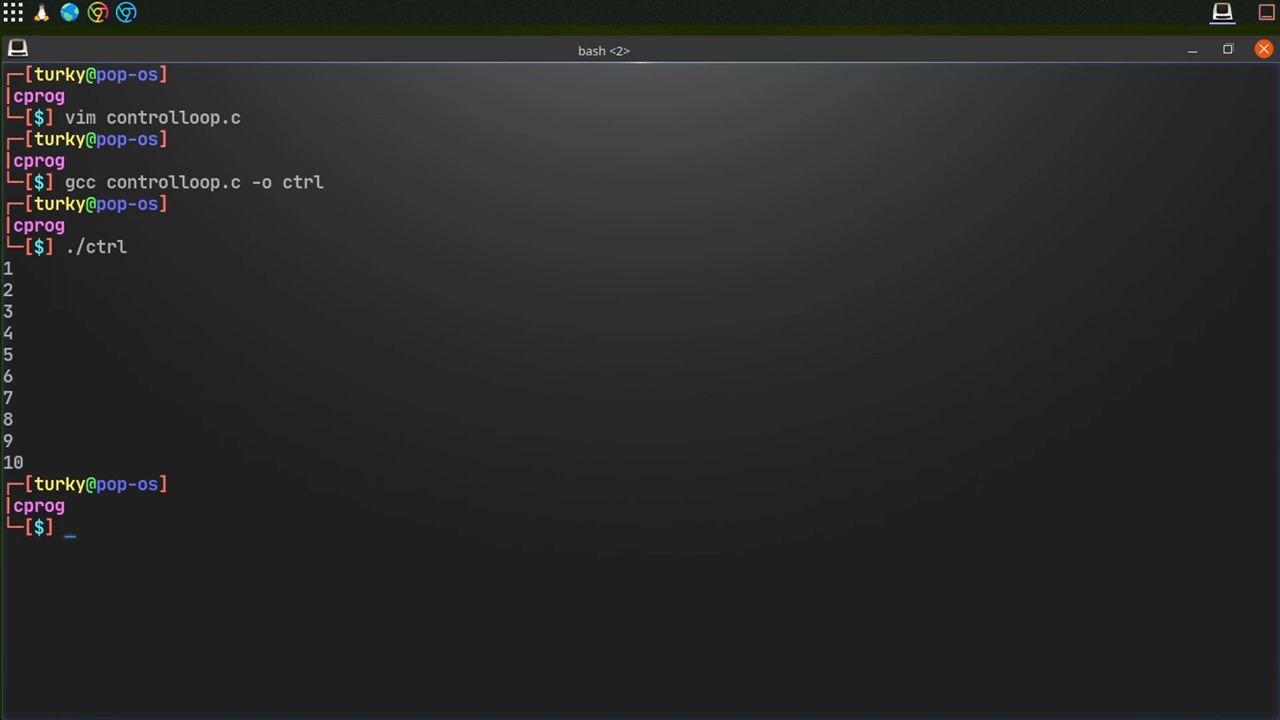 bash <2>
┌─[turky@pop-os]
|cprog
└─[$] vim controlloop.c
┌─[turky@pop-os]
|cprog
└─[$] gcc controlloop.c -o ctrl
┌─[turky@pop-os]
|cprog
└─[$] ./ctrl
1
2
3
4
5
6
7
8
9
10
┌─[turky@pop-os]
|cprog
└─[$] _